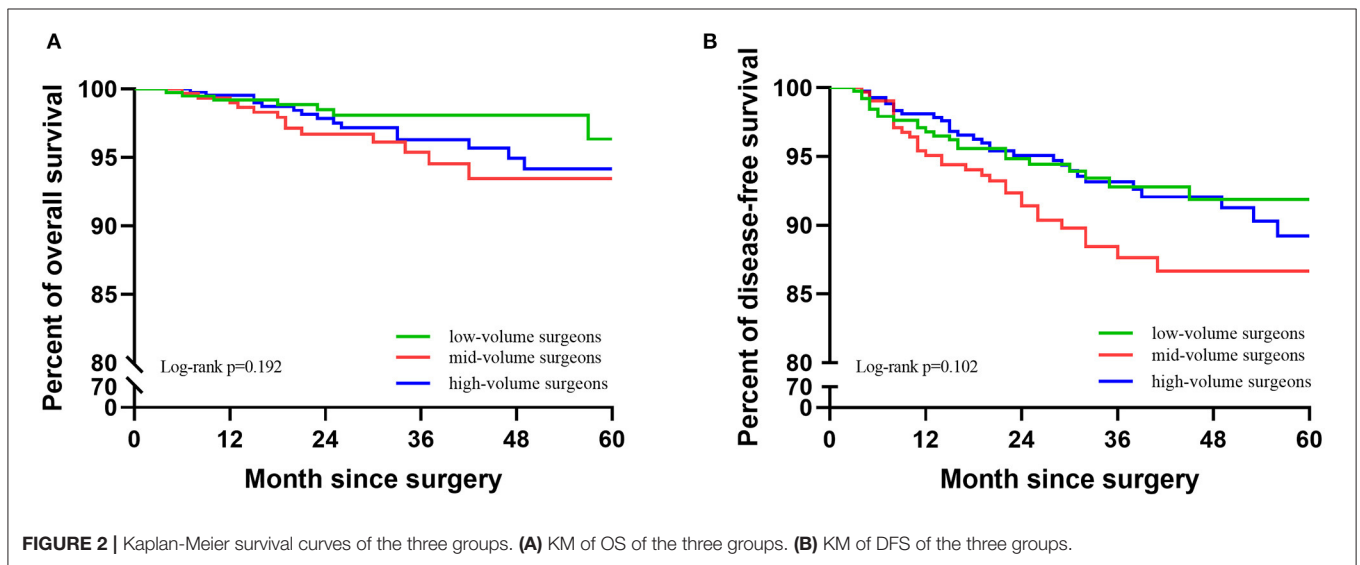 A
Percent of overall survival
100
95
90
85
80
70
0
low-volume surgeons
mid-volume surgeons
high-volume surgeons
Log-rank p=0.192
0 12 24 36 48 60
Month since surgery
B
Percent of disease-free survival
100
95
90
85
80
70
0
low-volume surgeons
mid-volume surgeons
high-volume surgeons
Log-rank p=0.102
0 12 24 36 48 60
Month since surgery
FIGURE 2 | Kaplan-Meier survival curves of the three groups. (A) KM of OS of the three groups. (B) KM of DFS of the three groups.